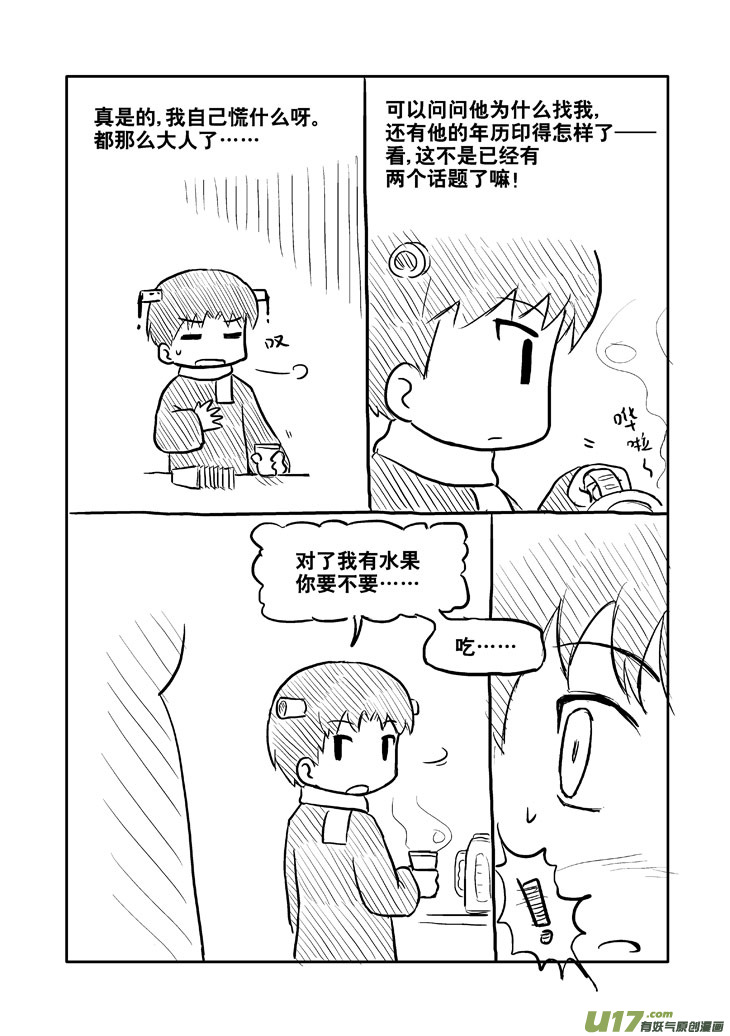 真是的,我自己慌什么呀。
都那么大人了……
叹
可以问问他为什么找我,
还有他的年历印得怎样了——
看,这不是已经有
两个话题了嘛!
哗
啦
对了我有水果
你要不要……
吃……
!
U17.com
有妖气原创漫画